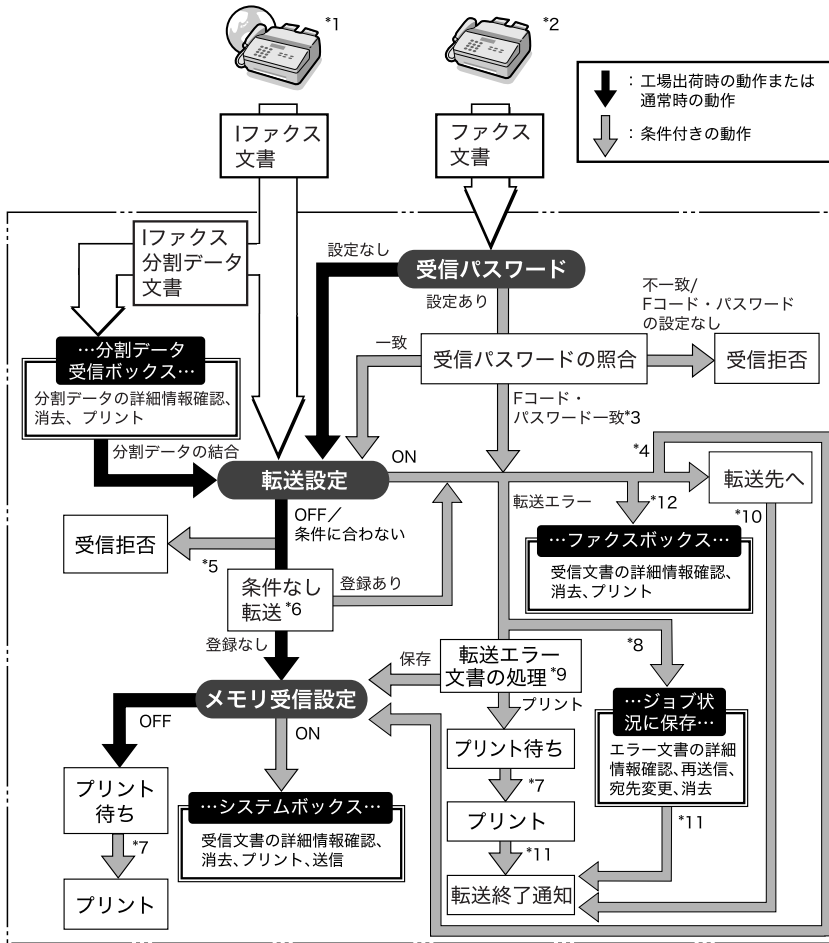 *1
*2
：工場出荷時の動作または
通常時の動作
：条件付きの動作
Iファクス
文書
ファクス
文書
Iファクス
分割データ
文書
設定なし
受信パスワード
設定あり
不一致/
Fコード・パスワード
の設定なし
…分割データ
受信ボックス…
分割データの詳細情報確認、
消去、プリント
一致
受信パスワードの照合
受信拒否
Fコード・
パスワード一致*3
分割データの結合
転送設定
ON
*4
転送先へ
OFF／
条件に合わない
転送エラー
*12
*10
受信拒否
*5
…ファクスボックス…
受信文書の詳細情報確認、
消去、プリント
条件なし
転送*6
登録あり
登録なし
保存
転送エラー
文書の処理*9
*8
メモリ受信設定
プリント
…ジョブ状
況に保存…
エラー文書の詳細
情報確認、再送信、
宛先変更、消去
OFF
ON
プリント
待ち
プリント待ち
*7
…システムボックス…
受信文書の詳細情報確認、
消去、プリント、送信
プリント
*11
*11
*7
プリント
転送終了通知